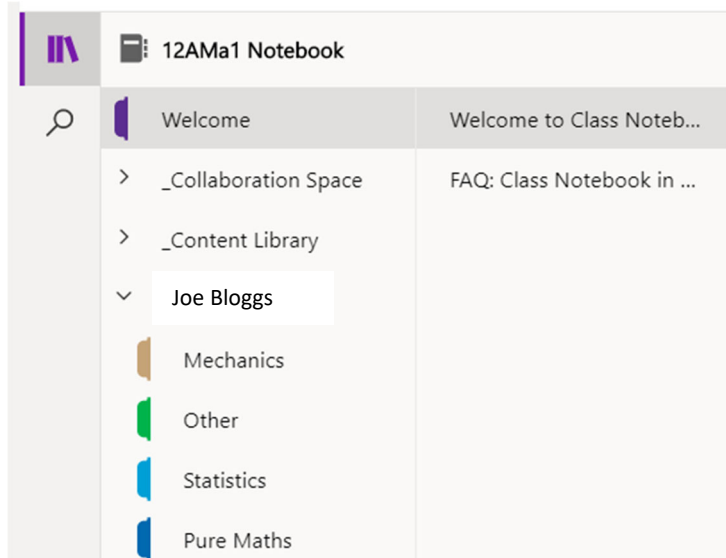 12AMa1 Notebook
Welcome
Welcome to Class Noteb...
_Collaboration Space
FAQ: Class Notebook in ...
_Content Library
Joe Bloggs
Mechanics
Other
Statistics
Pure Maths